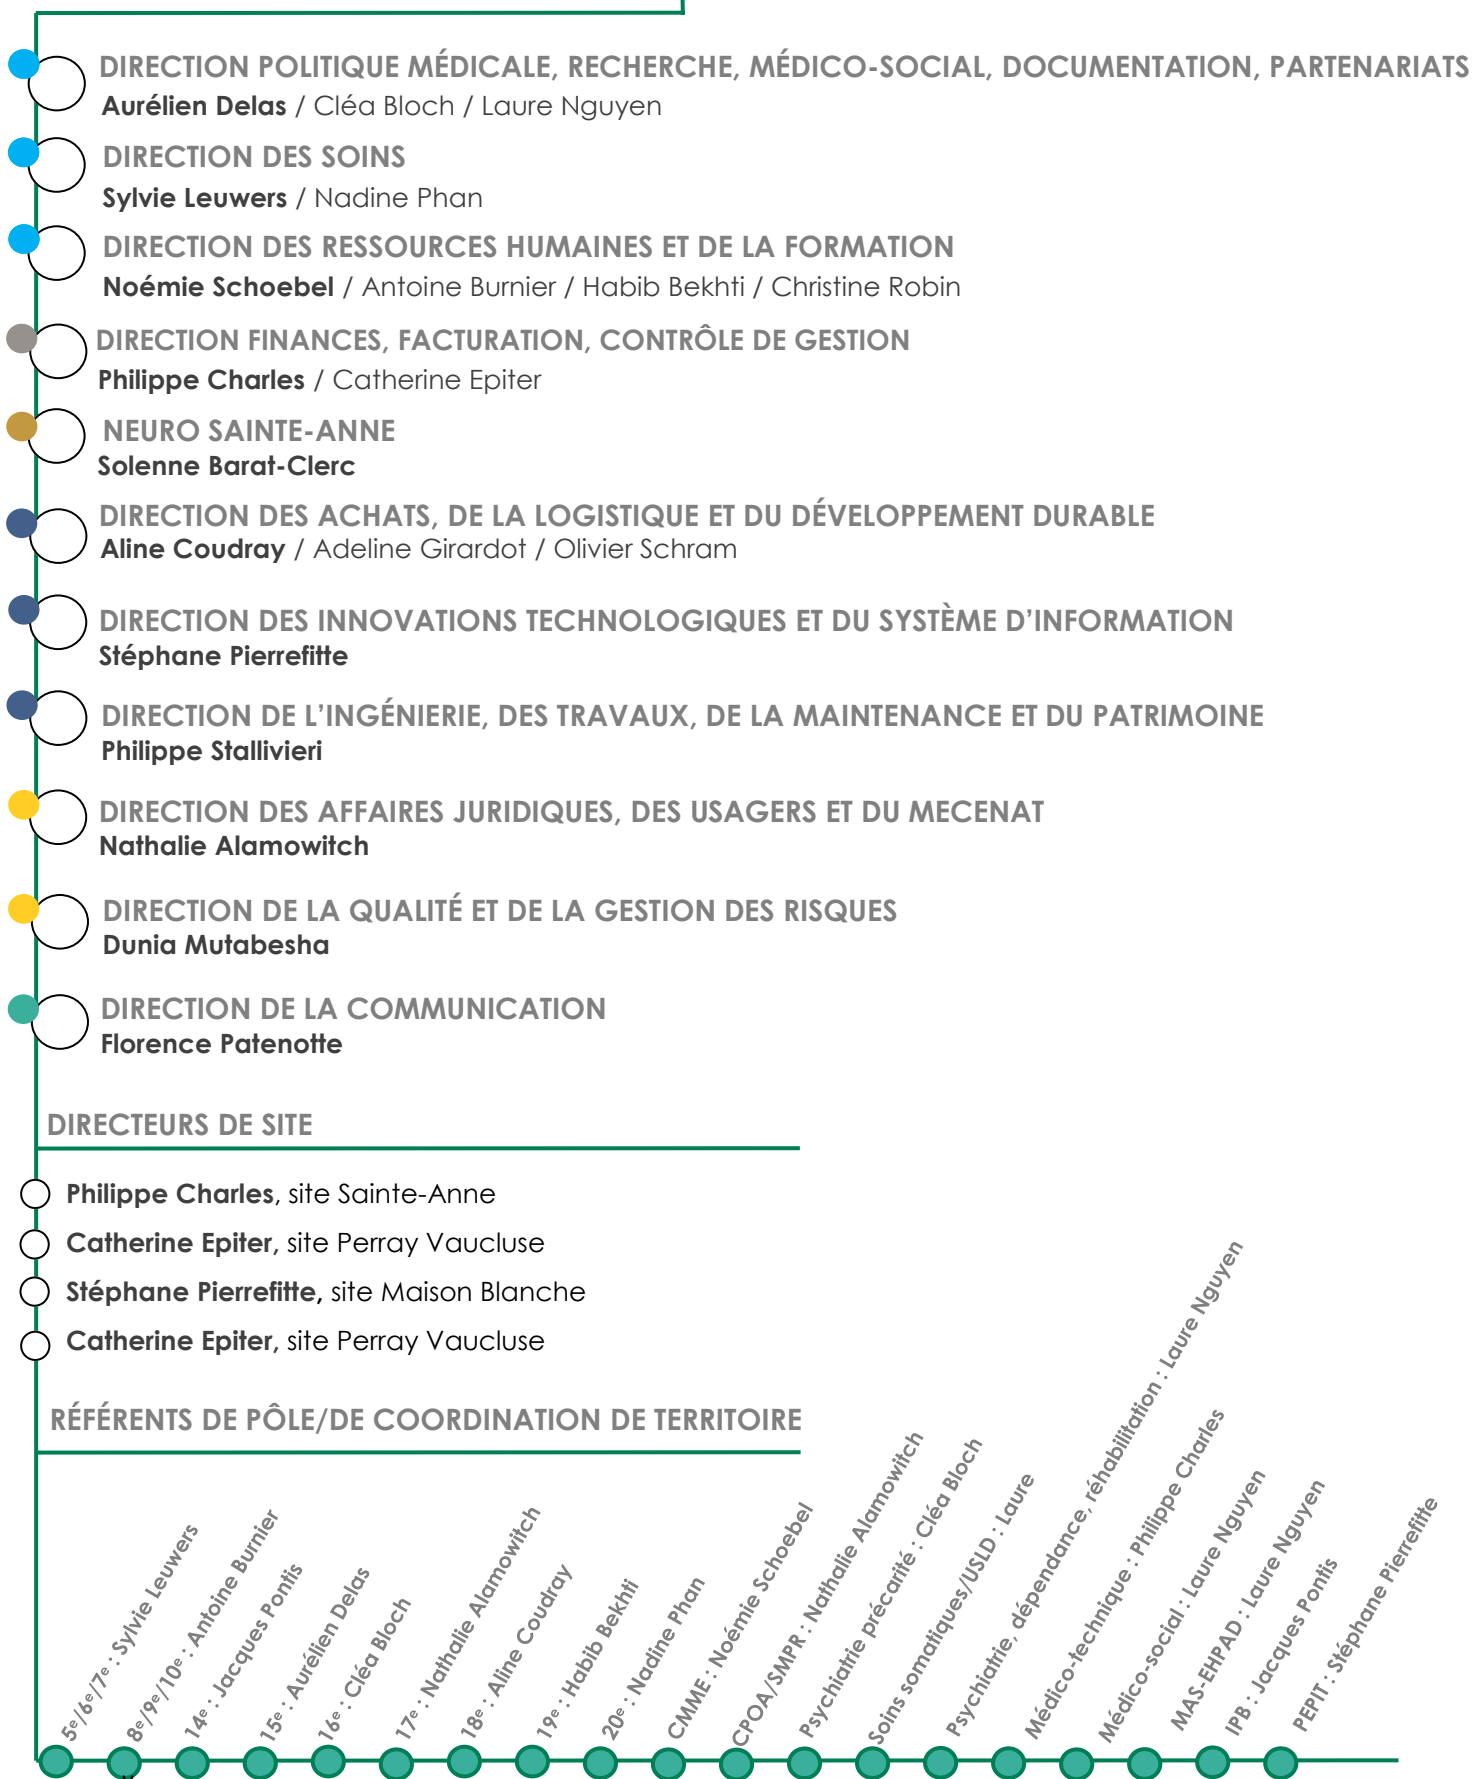 DIRECTION POLITIQUE MÉDICALE, RECHERCHE, MÉDICO-SOCIAL, DOCUMENTATION, PARTENARIATS
Aurélien Delas / Cléa Bloch / Laure Nguyen
DIRECTION DES SOINS
Sylvie Leuwers / Nadine Phan
DIRECTION DES RESSOURCES HUMAINES ET DE LA FORMATION
Noémie Schoebel / Antoine Burnier / Habib Bekhti / Christine Robin
DIRECTION FINANCES, FACTURATION, CONTRÔLE DE GESTION
Philippe Charles / Catherine Epiter
NEURO SAINTE-ANNE
Solenne Barat-Clerc
DIRECTION DES ACHATS, DE LA LOGISTIQUE ET DU DÉVELOPPEMENT DURABLE
Aline Coudray / Adeline Girardot / Olivier Schram
DIRECTION DES INNOVATIONS TECHNOLOGIQUES ET DU SYSTÈME D’INFORMATION
Stéphane Pierrefitte
DIRECTION DE L’INGÉNIERIE, DES TRAVAUX, DE LA MAINTENANCE ET DU PATRIMOINE
Philippe Stallivieri
DIRECTION DES AFFAIRES JURIDIQUES, DES USAGERS ET DU MECENAT
Nathalie Alamowitch
DIRECTION DE LA QUALITÉ ET DE LA GESTION DES RISQUES
Dunia Mutabesha
DIRECTION DE LA COMMUNICATION
Florence Patenotte
DIRECTEURS DE SITE
Philippe Charles, site Sainte-Anne
Catherine Epiter, site Perray Vaucluse
Stéphane Pierrefitte, site Maison Blanche
Catherine Epiter, site Perray Vaucluse
RÉFÉRENTS DE PÔLE/DE COORDINATION DE TERRITOIRE
5e/6e/7e : Sylvie Leuwers
8e/9e/10e : Antoine Burnier
14e : Jacques Pontis
15e : Aurélien Delas
16e : Cléa Bloch
17e : Nathalie Alamowitch
18e : Aline Coudray
19e : Habib Bekhti
20e : Nadine Phan
CMME : Noémie Schoebel
CPOA/SMPR : Nathalie Alamowitch
Psychiatrie précarité : Cléa Bloch
Soins somatiques/USLD : Laure
Psychiatrie, dépendance, réhabilitation : Laure Nguyen
Médico-technique : Philippe Charles
Médico-social : Laure Nguyen
MAS-EHPAD : Laure Nguyen
IPB : Jacques Pontis
PEPIT : Stéphane Pierrefitte